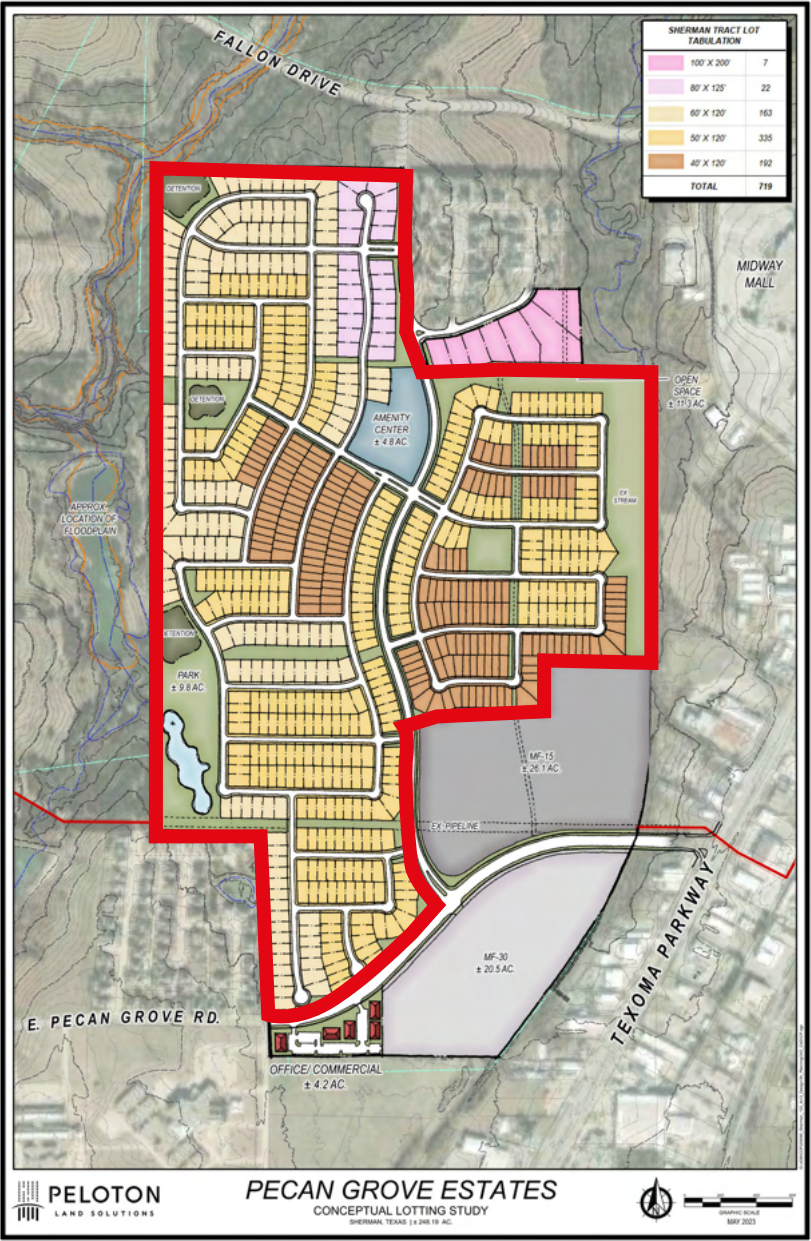 FALLON DRIVE
SHERMAN TRACT LOT
TABULATION
100' X 200' 7
80' X 125' 22
60' X 120' 163
50' X 120' 335
40' X 120' 192
TOTAL 719
MIDWAY
MALL
DETENTION
OPEN
SPACE
± 11.3 AC.
DETENTION
AMENITY
CENTER
± 4.8 AC.
EX.
STREAM
APPROX.
LOCATION OF
FLOODPLAIN
DETENTION
PARK
± 9.8 AC.
MF-15
± 26.1 AC.
EX. PIPELINE
TEXOMA PARKWAY
MF-30
± 20.5 AC.
E. PECAN GROVE RD.
OFFICE/ COMMERCIAL
± 4.2 AC.
PELOTON
LAND SOLUTIONS
PECAN GROVE ESTATES
CONCEPTUAL LOTTING STUDY
SHERMAN, TEXAS | ± 248.19 AC.
N
GRAPHIC SCALE
MAY 2023